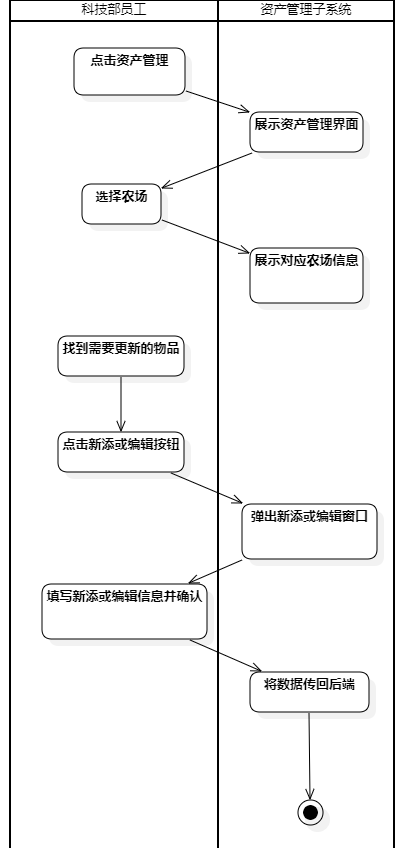 科技部员工
资产管理子系统
点击资产管理
展示资产管理界面
选择农场
展示对应农场信息
找到需要更新的物品
点击新添或编辑按钮
弹出新添或编辑窗口
填写新添或编辑信息并确认
将数据传回后端